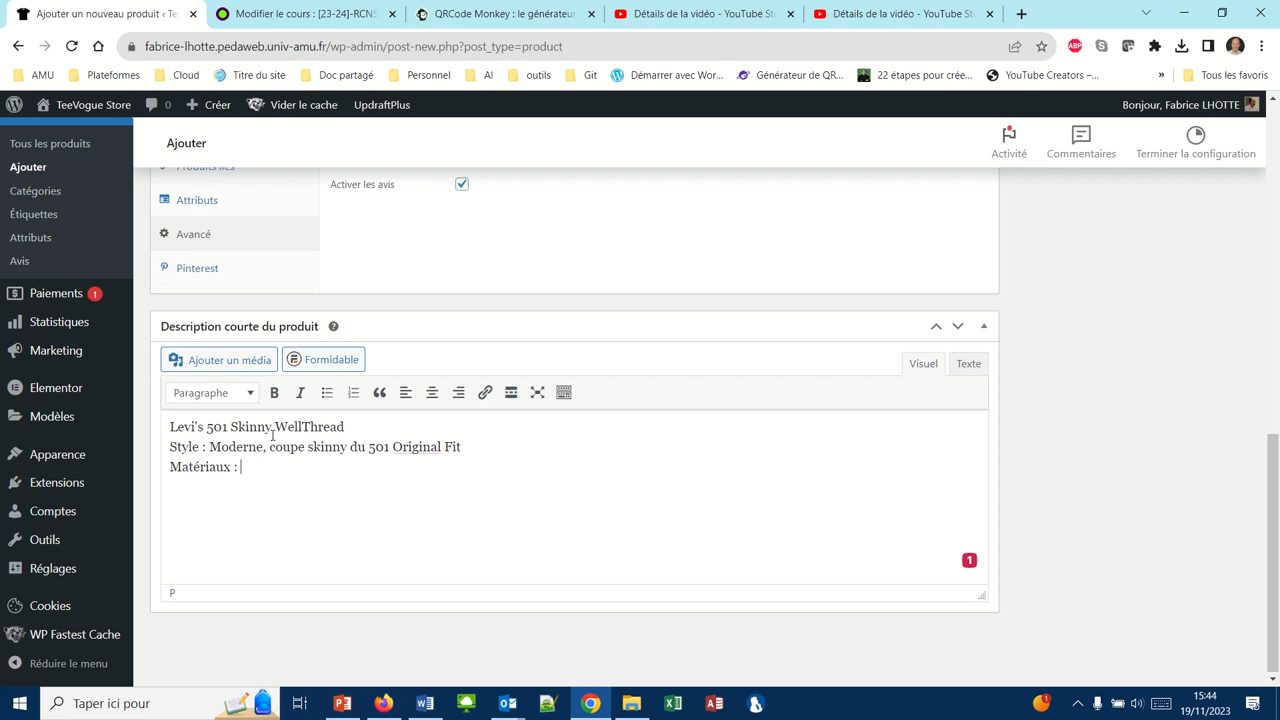 Ajouter un nouveau produit ‹ Te
Modifier le cours : [23-24]-RCNS
QRCode Monkey : le générateur
Détails de la vidéo - YouTube St
Détails de la vidéo - YouTube St
fabrice-lhotte.pedaweb.univ-amu.fr/wp-admin/post-new.php?post_type=product
AMU
Plateformes
Cloud
Titre du site
Doc partagé
Personnel
AI
outils
Git
Démarrer avec Wor...
Générateur de QR...
22 étapes pour crée...
YouTube Creators –...
»
Tous les favoris
TeeVogue Store
0
Créer
Vider le cache
UpdraftPlus
Bonjour, Fabrice LHOTTE
Tous les produits
Ajouter
Catégories
Étiquettes
Attributs
Avis
Paiements 1
Statistiques
Marketing
Elementor
Modèles
Apparence
Extensions
Comptes
Outils
Réglages
Cookies
WP Fastest Cache
Réduire le menu
Ajouter
Activité
Commentaires
Terminer la configuration
Produits liés
Attributs
Avancé
Pinterest
Activer les avis
Description courte du produit
Ajouter un média
Formidable
Visuel
Texte
Paragraphe
Levi's 501 Skinny WellThread
Style : Moderne, coupe skinny du 501 Original Fit
Matériaux :
1
P
Taper ici pour
1
15:44
19/11/2023